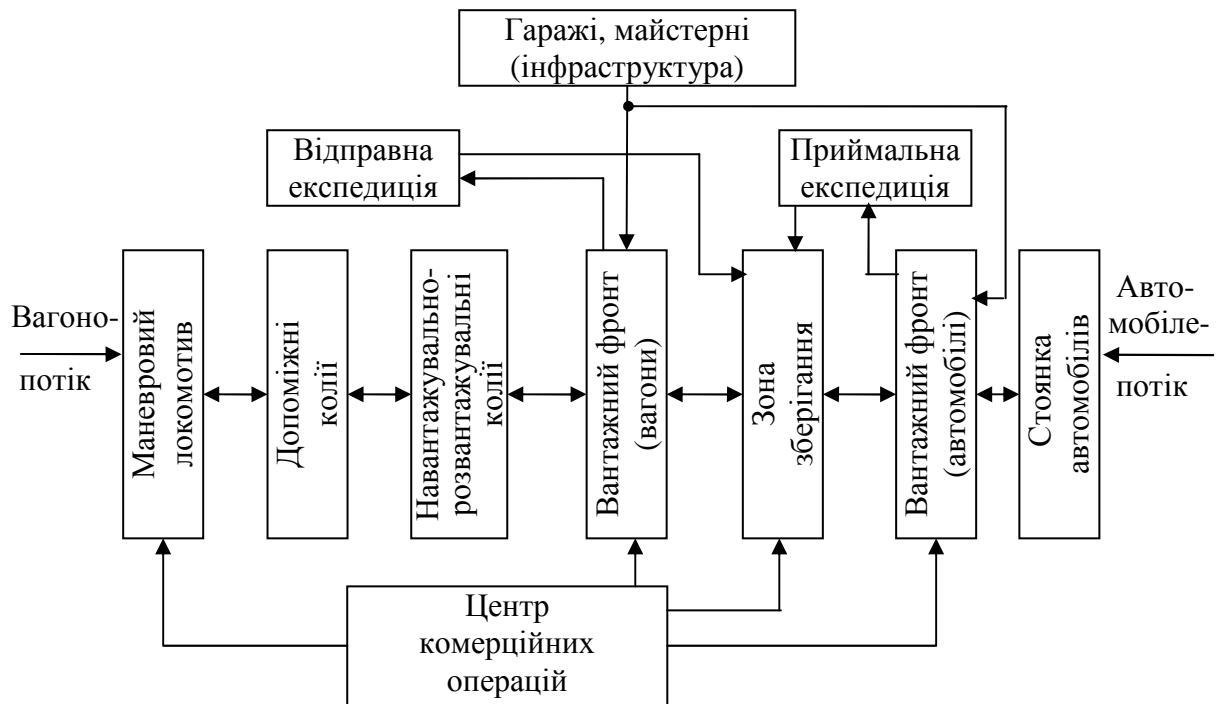 Гаражі, майстерні
(інфраструктура)
Відправна
експедиція
Приймальна
експедиція
Вагоно-
потік
Маневровий
локомотив
Допоміжні
колії
Навантажувально-
розвантажувальні
колії
Вантажний фронт
(вагони)
Зона
зберігання
Вантажний фронт
(автомобілі)
Стоянка
автомобілів
Авто-
мобіле-
потік
Центр
комерційних
операцій